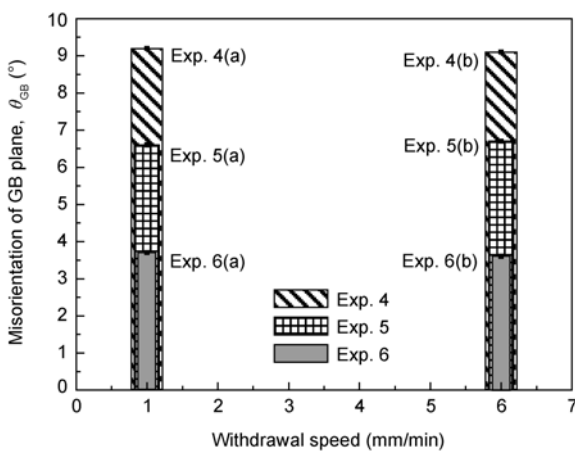 10
9
8
7
6
5
4
3
2
1
0
Misorientation of GB plane, θGB (°)
Exp. 4(a)
Exp. 5(a)
Exp. 6(a)
Exp. 4(b)
Exp. 5(b)
Exp. 6(b)
Exp. 4
Exp. 5
Exp. 6
0 1 2 3 4 5 6 7
Withdrawal speed (mm/min)